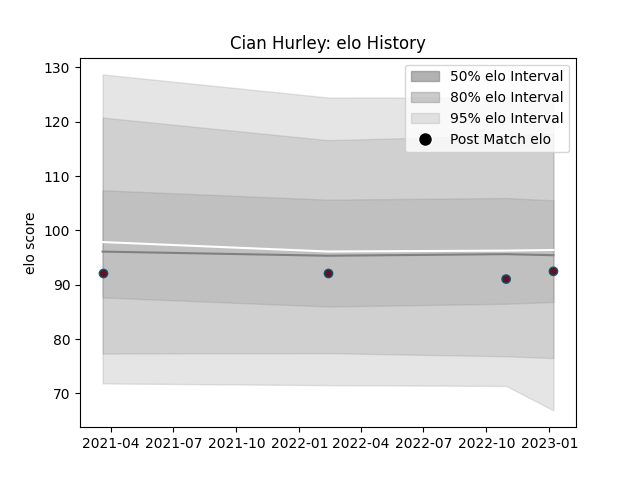 Cian Hurley: elo History
130
120
110
100
90
80
70
elo score
50% elo Interval
80% elo Interval
95% elo Interval
Post Match elo
2021-04 2021-07 2021-10 2022-01 2022-04 2022-07 2022-10 2023-01